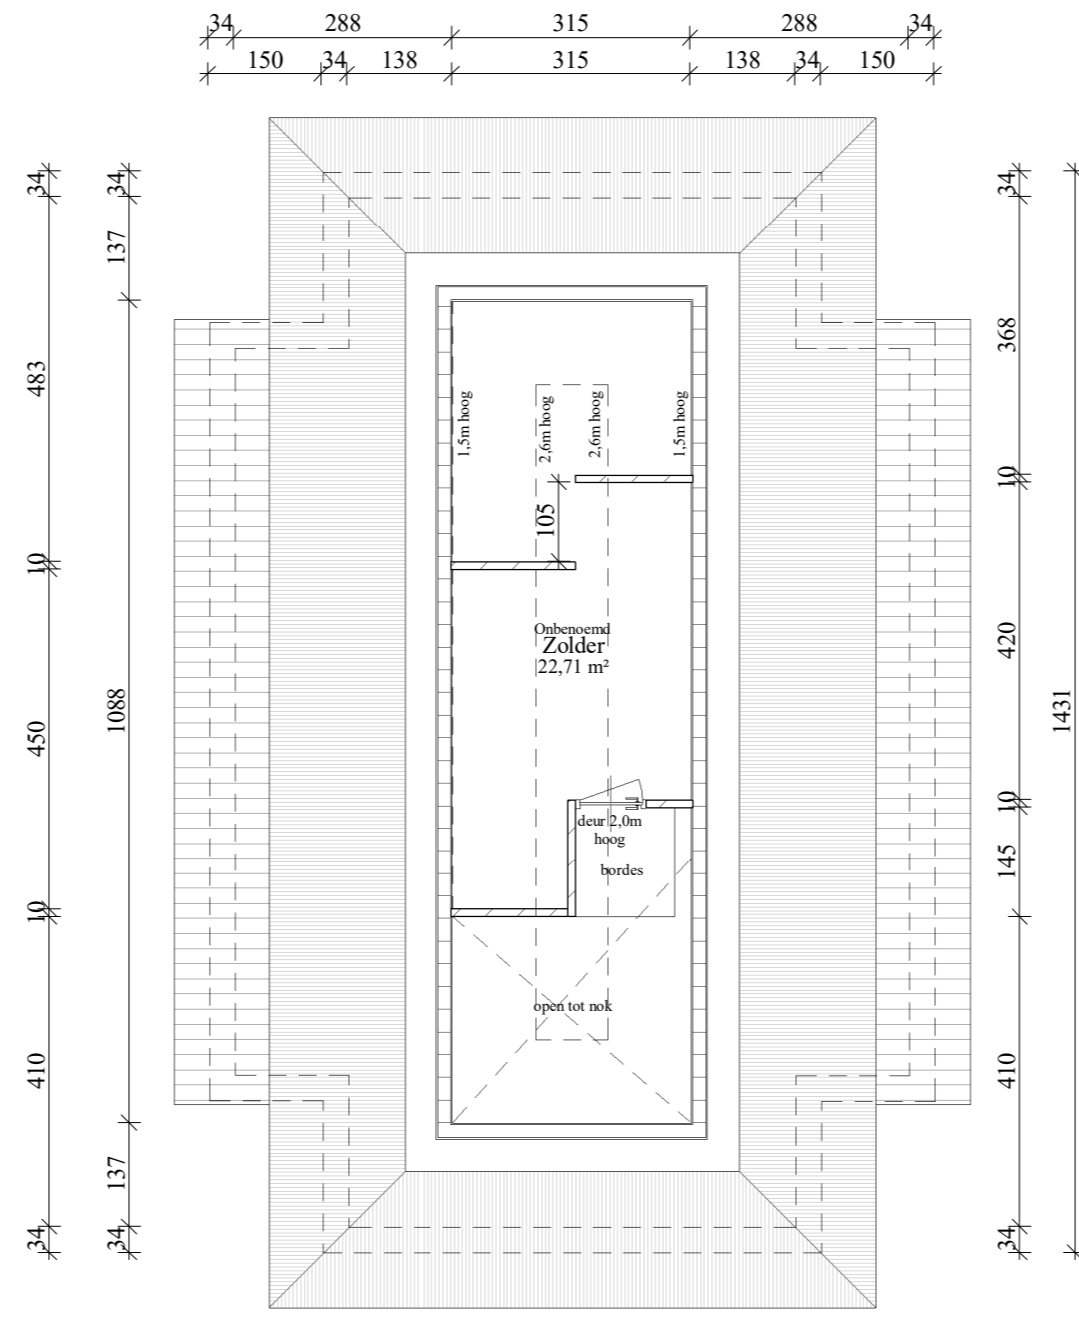 34 288 315 288 34
150 34 138 315 138 34 150
34
483
10
450
10
410
34
34
137
1088
137
34
1,5m hoog
2,6m hoog
2,6m hoog
1,5m hoog
105
Onbenoemd
Zolder
22,71 m²
deur 2,0m
hoog
bordes
open tot nok
34
368
10
420
10
145
410
34
1431